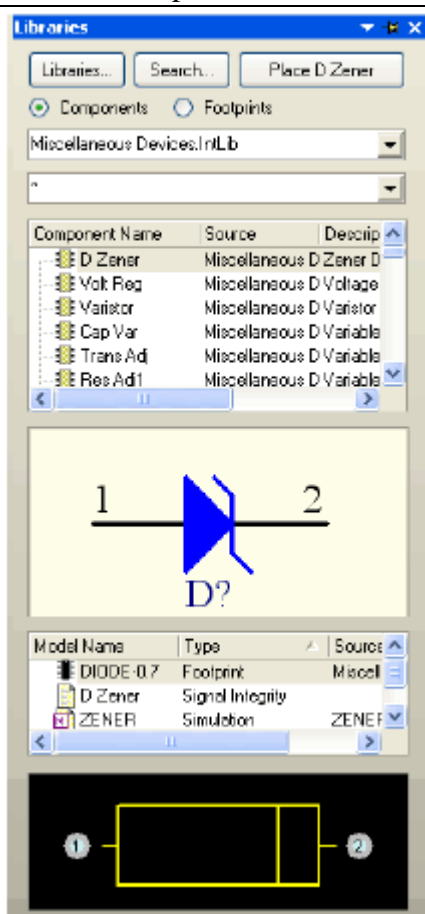 Libraries
Libraries... Search... Place D Zener
Components Footprints
Miscellaneous Devices.IntLib
*
Component Name Source Descrip
D Zener Miscellaneous D Zener D
Volt Reg Miscellaneous D Voltage
Varistor Miscellaneous D Varistor
Cap Var Miscellaneous D Variable
Trans Adj Miscellaneous D Variable
Res Adj1 Miscellaneous D Variable
1 2
D?
Model Name Type Source
DIODE-0.7 Footprint Miscell
D Zener Signal Integrity
ZENER Simulation ZENER
1 2